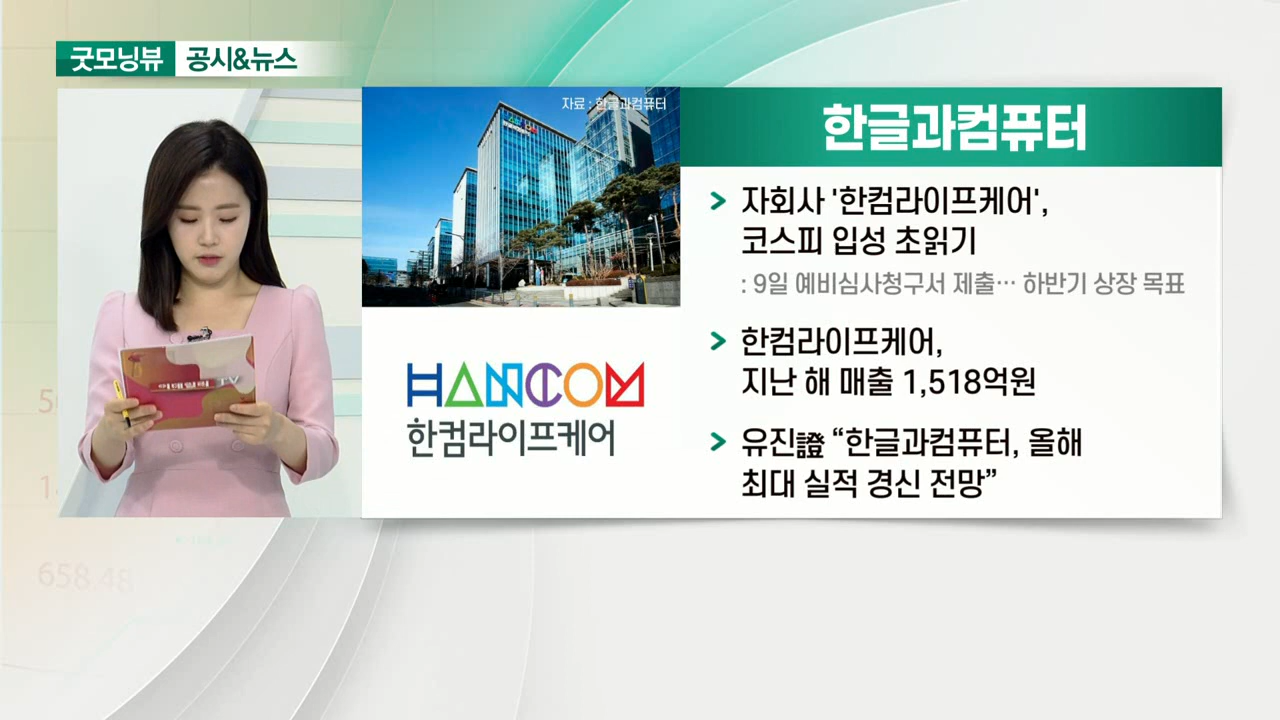 굿모닝뷰 공시&뉴스
자료 : 한글과컴퓨터
한글과컴퓨터
자회사 '한컴라이프케어',
코스피 입성 초읽기
: 9일 예비심사청구서 제출… 하반기 상장 목표
한컴라이프케어,
지난 해 매출 1,518억원
유진證 “한글과컴퓨터, 올해
최대 실적 경신 전망”
HANCOM
한컴라이프케어
이데일리 TV
658.48